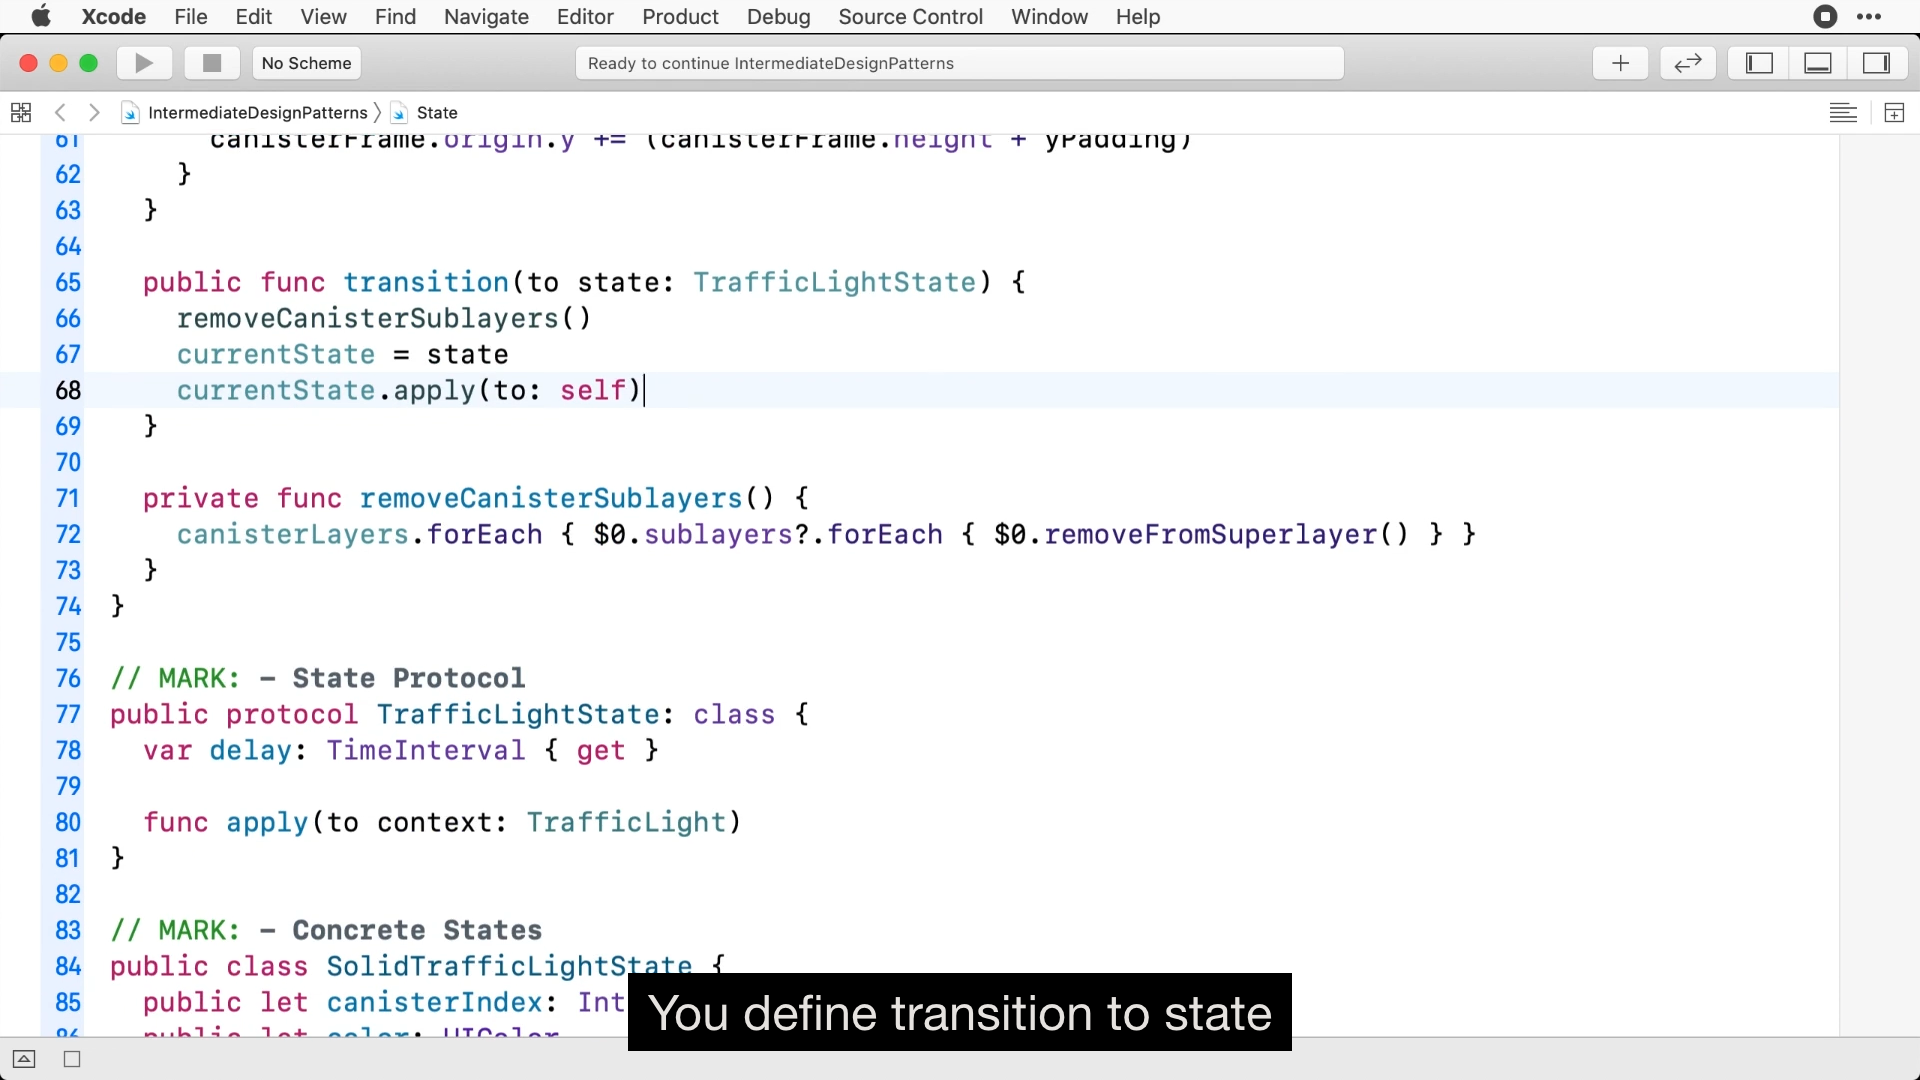 Xcode File Edit View Find Navigate Editor Product Debug Source Control Window Help
No Scheme
Ready to continue IntermediateDesignPatterns
IntermediateDesignPatterns
State
61 canisterFrame.origin.y += (canisterFrame.height + yPadding)
62 }
63 }
64
65 public func transition(to state: TrafficLightState) {
66 removeCanisterSublayers()
67 currentState = state
68 currentState.apply(to: self)
69 }
70
71 private func removeCanisterSublayers() {
72 canisterLayers.forEach { $0.sublayers?.forEach { $0.removeFromSuperlayer() } }
73 }
74 }
75
76 // MARK: - State Protocol
77 public protocol TrafficLightState: class {
78 var delay: TimeInterval { get }
79
80 func apply(to context: TrafficLight)
81 }
82
83 // MARK: - Concrete States
84 public class SolidTrafficLightState {
85 public let canisterIndex: Int
86 public let color: UIColor
You define transition to state